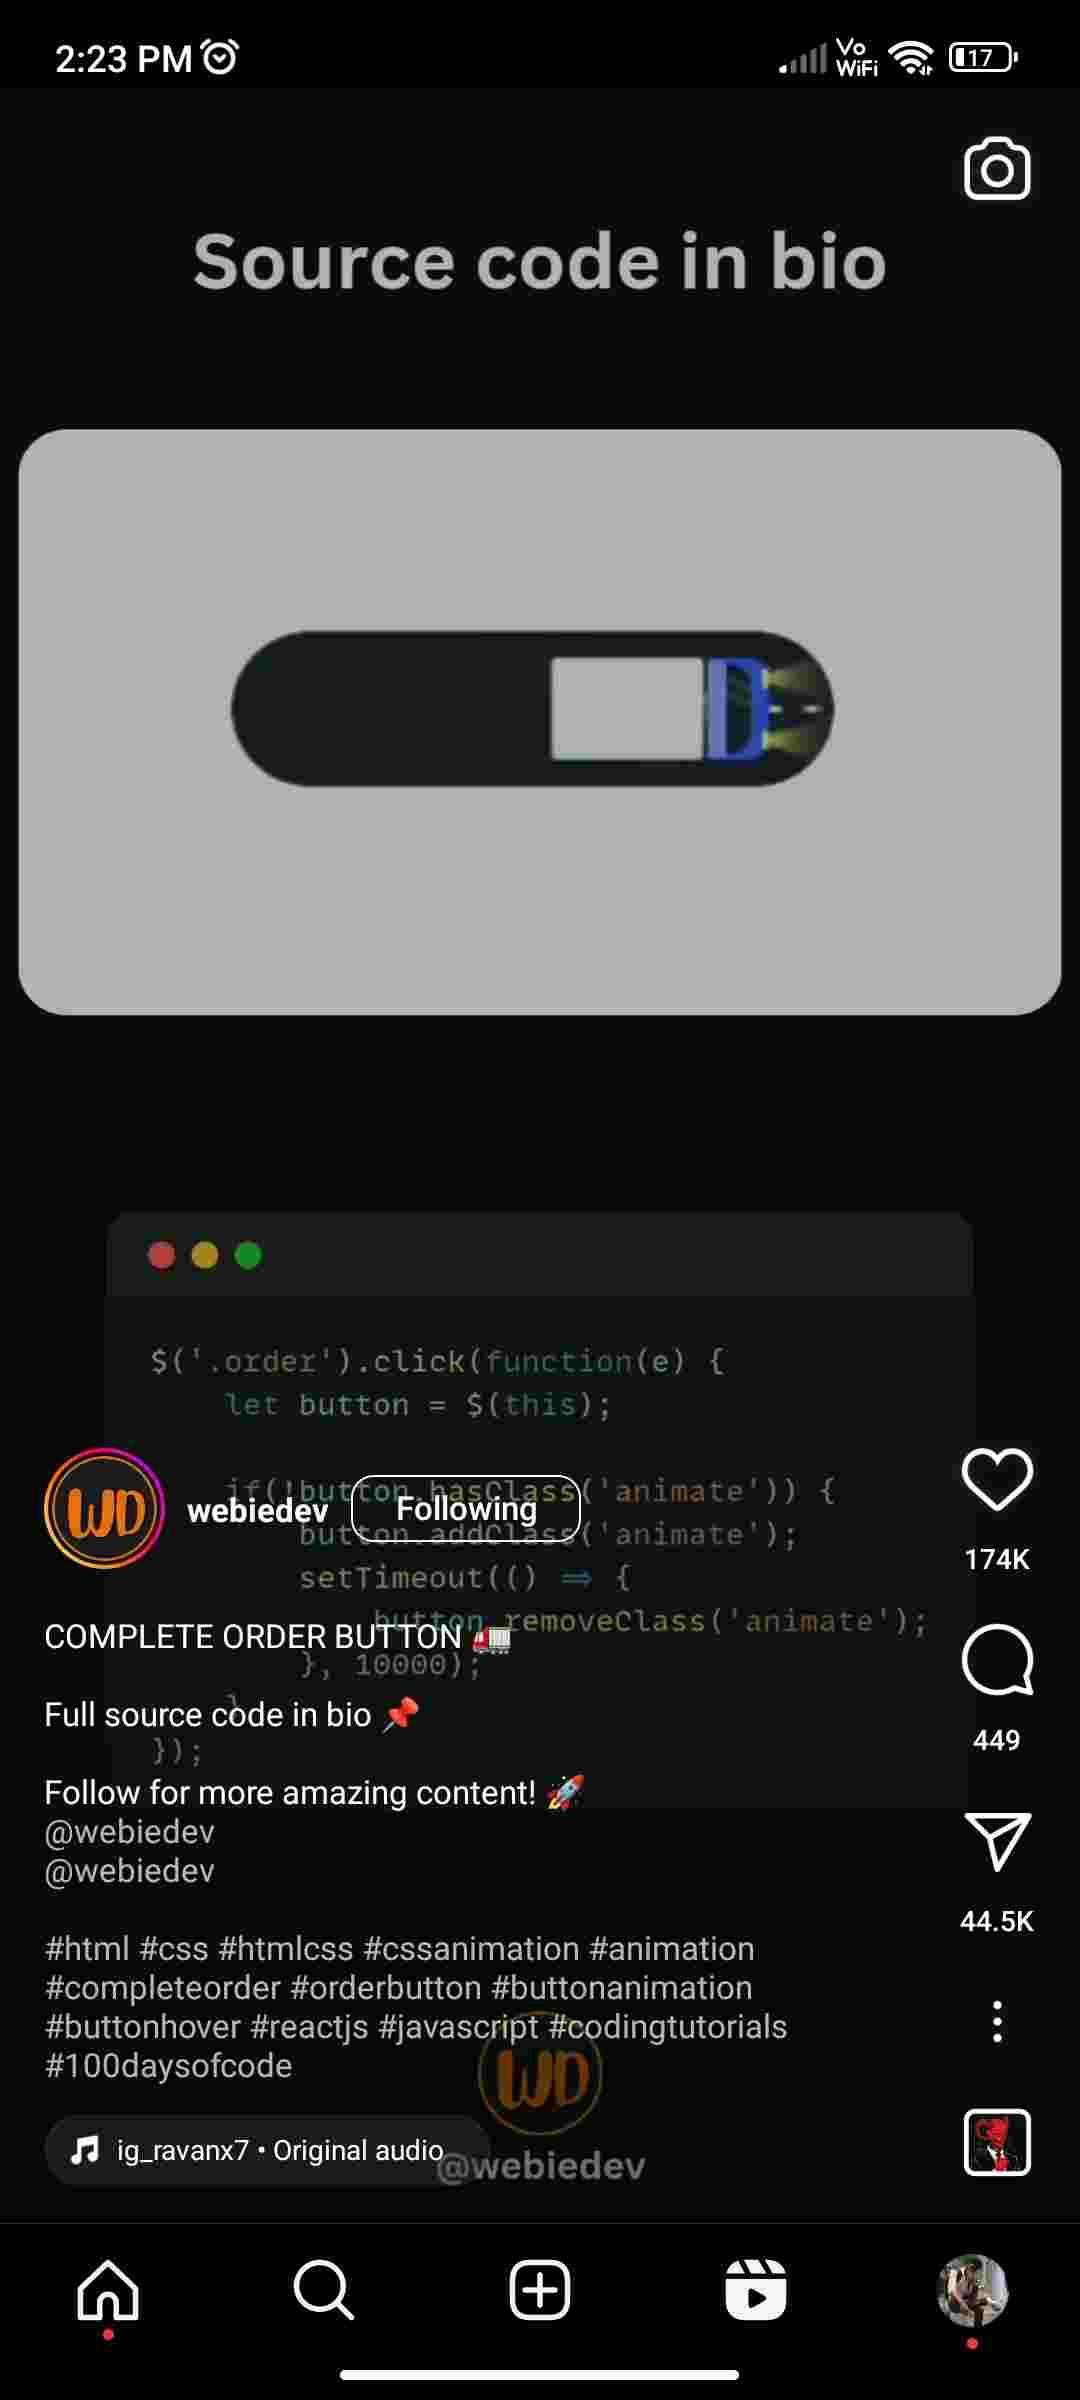 2:23 PM
Vo
WiFi
17
Source code in bio
$('.order').click(function(e) {
let button = $(this);
if(!button.hasClass('animate')) {
button.addClass('animate');
setTimeout(() => {
button.removeClass('animate');
}, 10000);
}
});
WD
webiedev
Following
174K
COMPLETE ORDER BUTTON 🚛
449
Full source code in bio 📌
Follow for more amazing content! 🚀
@webiedev
@webiedev
44.5K
#html #css #htmlcss #cssanimation #animation
#completeorder #orderbutton #buttonanimation
#buttonhover #reactjs #javascript #codingtutorials
#100daysofcode
WD
ig_ravanx7 • Original audio
@webiedev